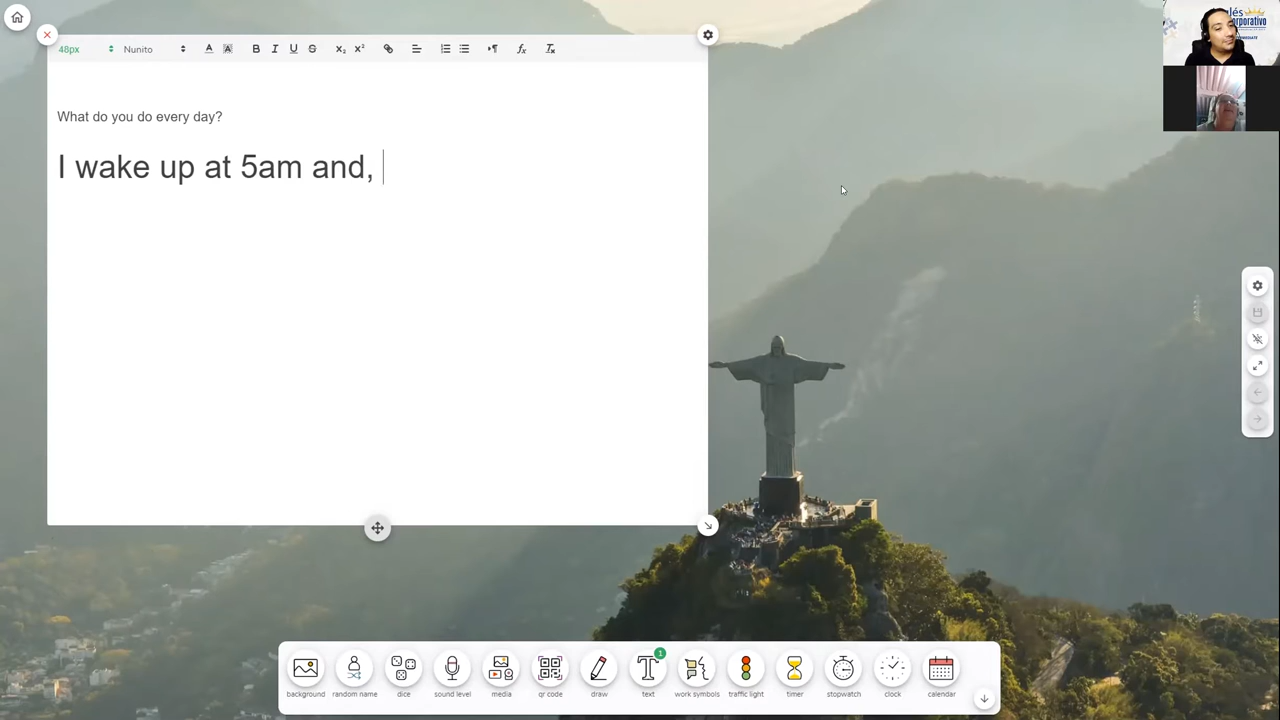 48px
Nunito
What do you do every day?
I wake up at 5am and,
background
random name
dice
sound level
media
qr code
draw
1
text
work symbols
traffic light
timer
stopwatch
clock
calendar